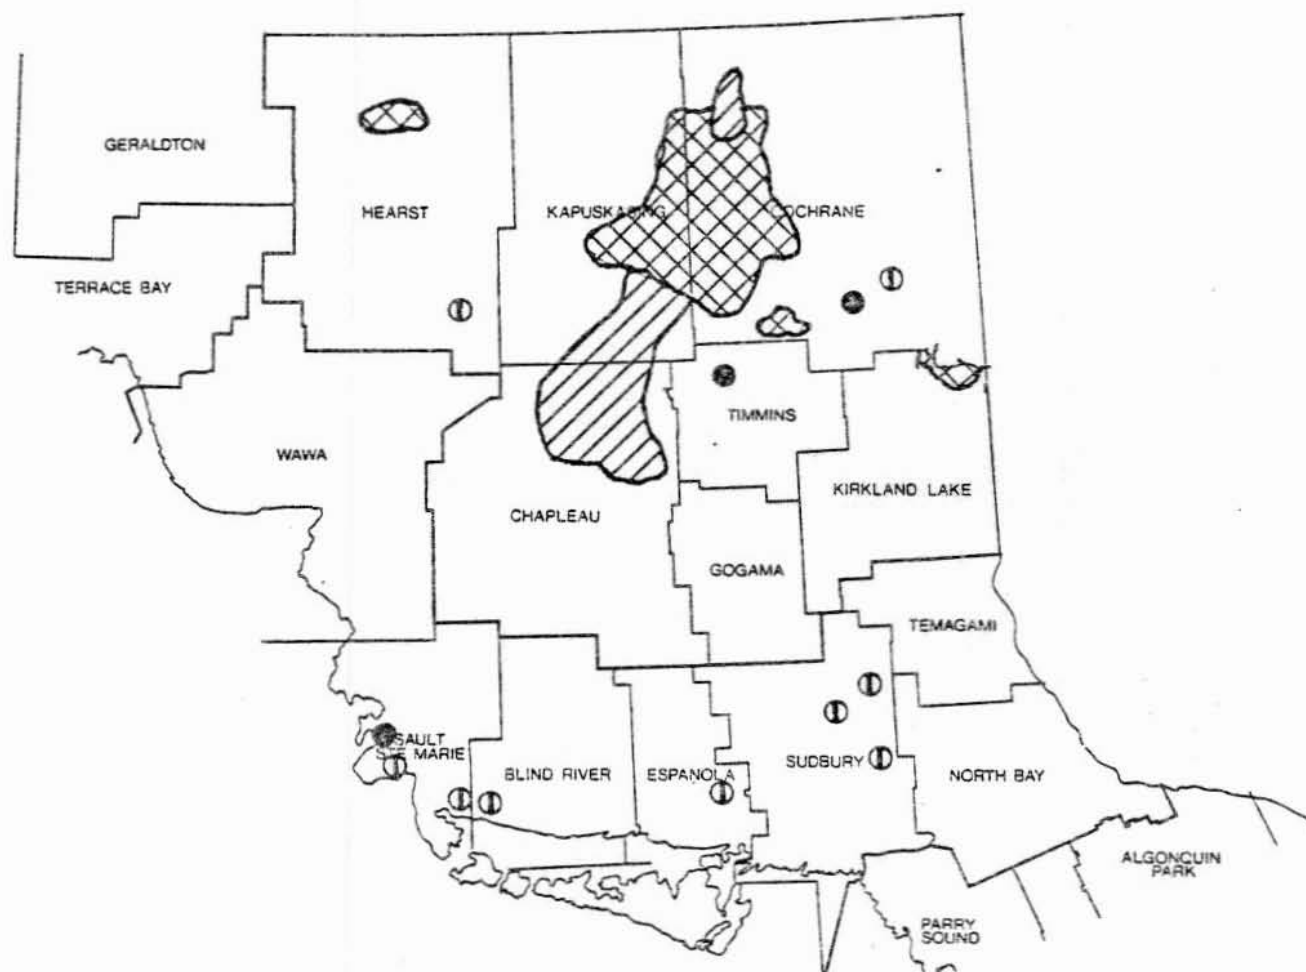 GERALDTON
HEARST
KAPUSKASING
COCHRANE
TERRACE BAY
TIMMINS
WAWA
KIRKLAND LAKE
CHAPLEAU
GOGAMA
TEMAGAMI
SAULT
STE MARIE
BLIND RIVER
ESPANOLA
SUDBURY
NORTH BAY
ALGONQUIN
PARK
PARRY
SOUND